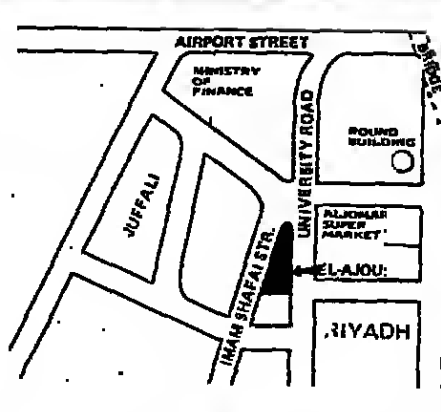 AIRPORT STREET
BRIDGE
MINISTRY
OF
FINANCE
UNIVERSITY ROAD
ROUND
BUILDING
JUFFALI
ALJOMAR
SUPER
MARKET
IMAM SHAFAI STR.
EL-AJOU:
RIYADH